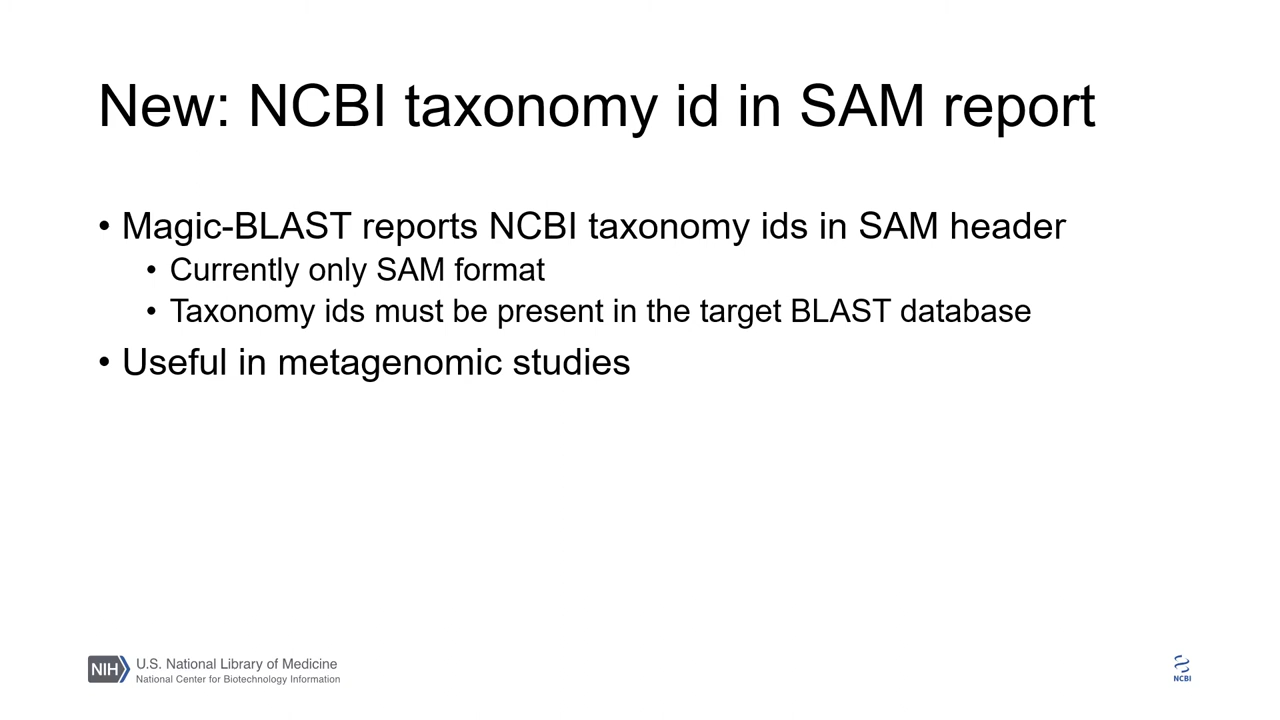 New: NCBI taxonomy id in SAM report
• Magic-BLAST reports NCBI taxonomy ids in SAM header
• Currently only SAM format
• Taxonomy ids must be present in the target BLAST database
• Useful in metagenomic studies
NIH
U.S. National Library of Medicine
National Center for Biotechnology Information
NCBI